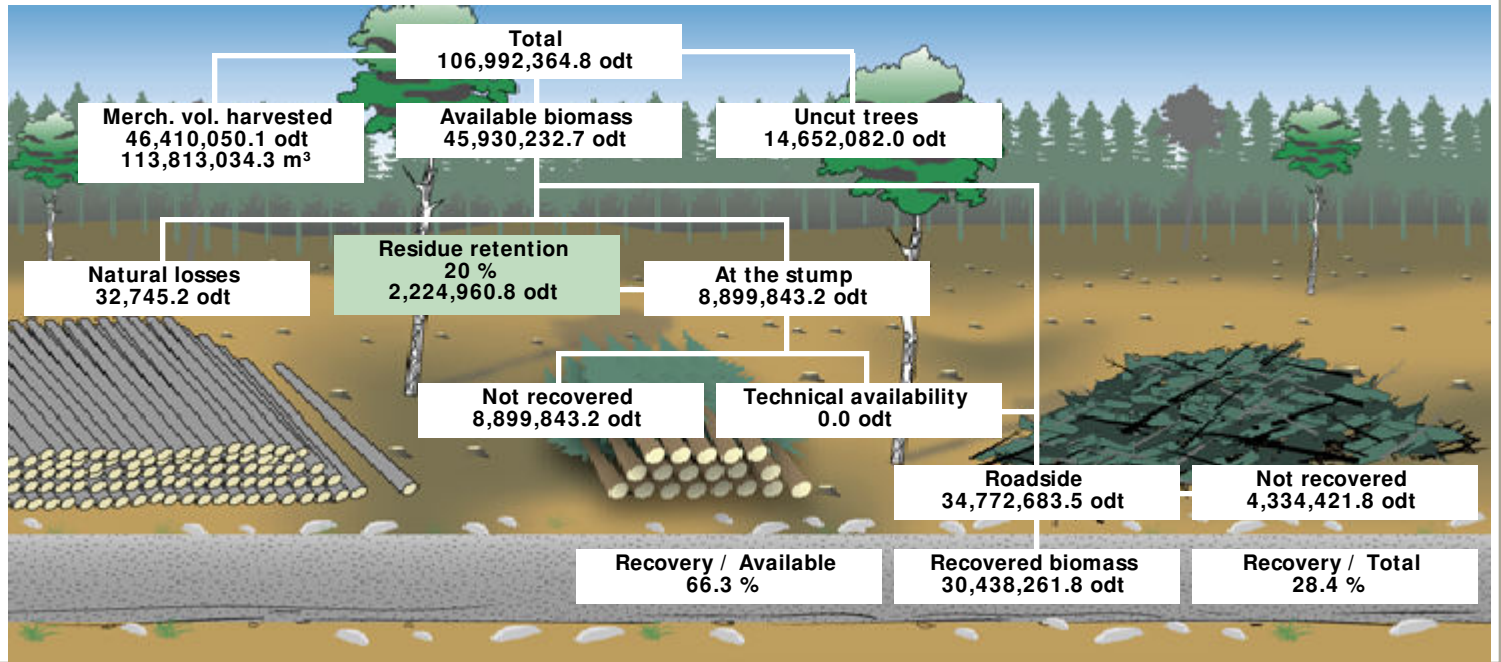 Total
106,992,364.8 odt
Merch. vol. harvested
46,410,050.1 odt
113,813,034.3 m³
Available biomass
45,930,232.7 odt
Uncut trees
14,652,082.0 odt
Natural losses
32,745.2 odt
Residue retention
20 %
2,224,960.8 odt
At the stump
8,899,843.2 odt
Not recovered
8,899,843.2 odt
Technical availability
0.0 odt
Roadside
34,772,683.5 odt
Not recovered
4,334,421.8 odt
Recovery / Available
66.3 %
Recovered biomass
30,438,261.8 odt
Recovery / Total
28.4 %